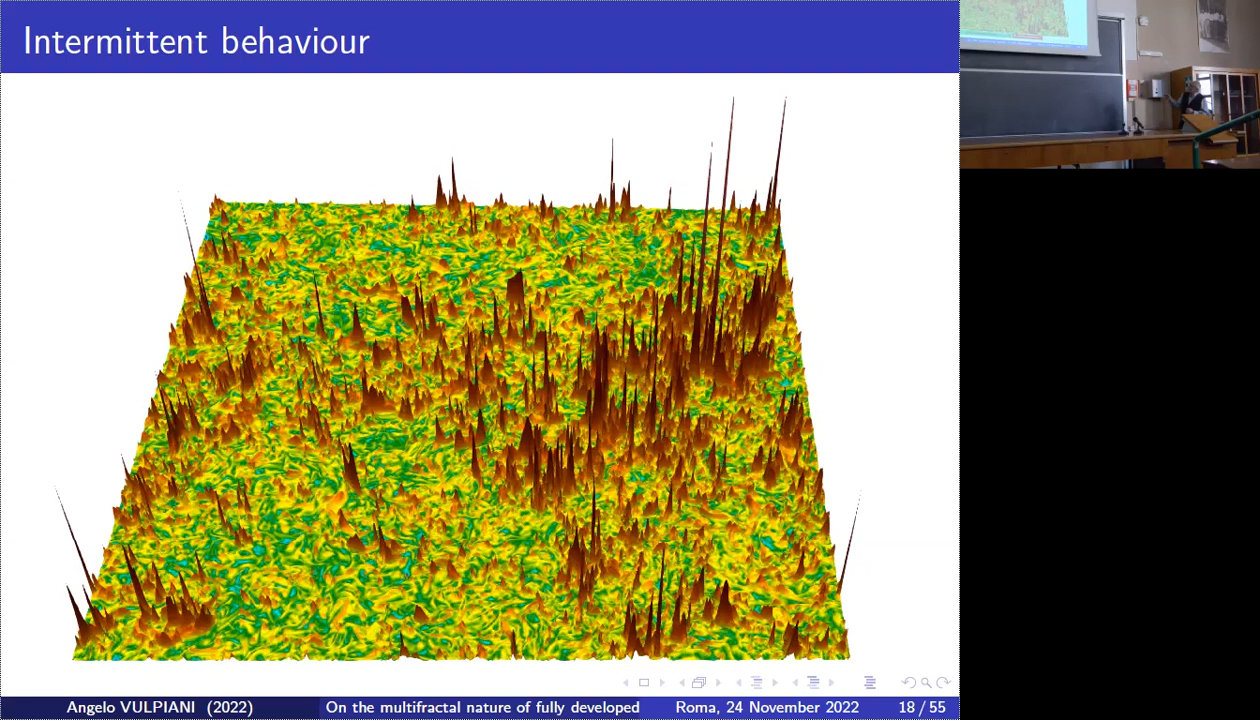 Intermittent behaviour
Angelo VULPIANI (2022)
On the multifractal nature of fully developed
Roma, 24 November 2022
18 / 55